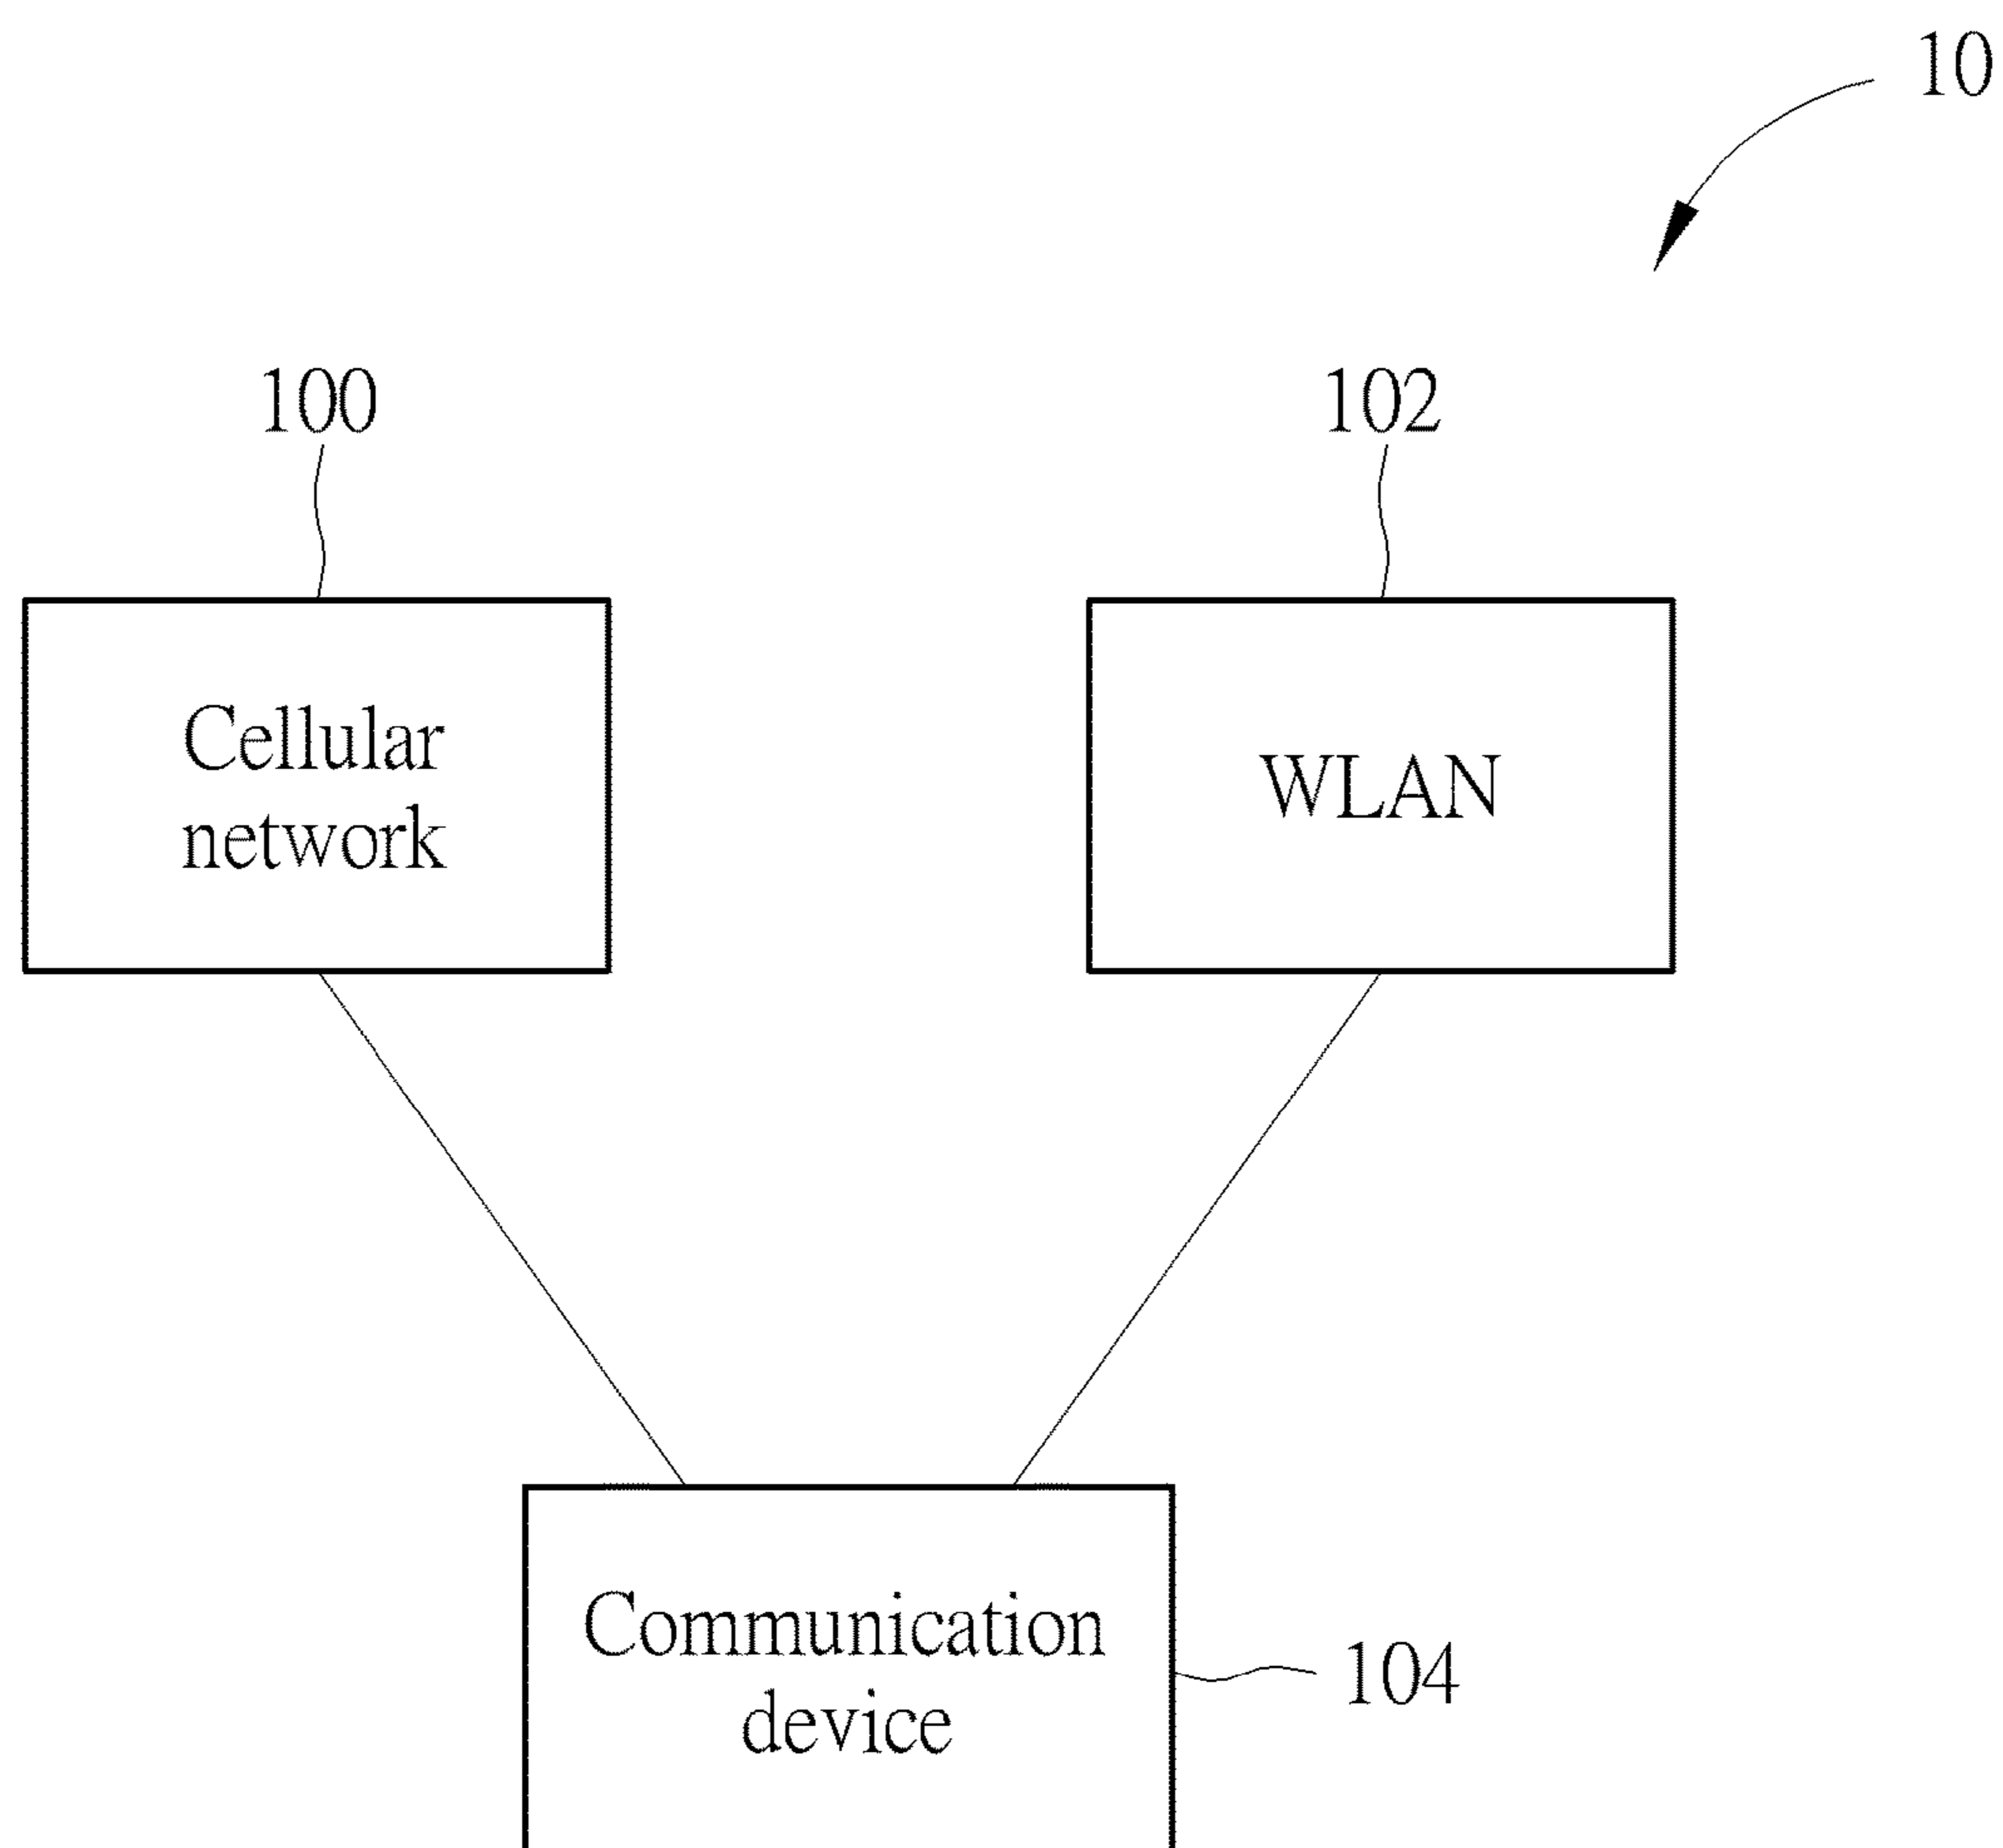 10
100
102
Cellular
network
WLAN
Communication
device
104